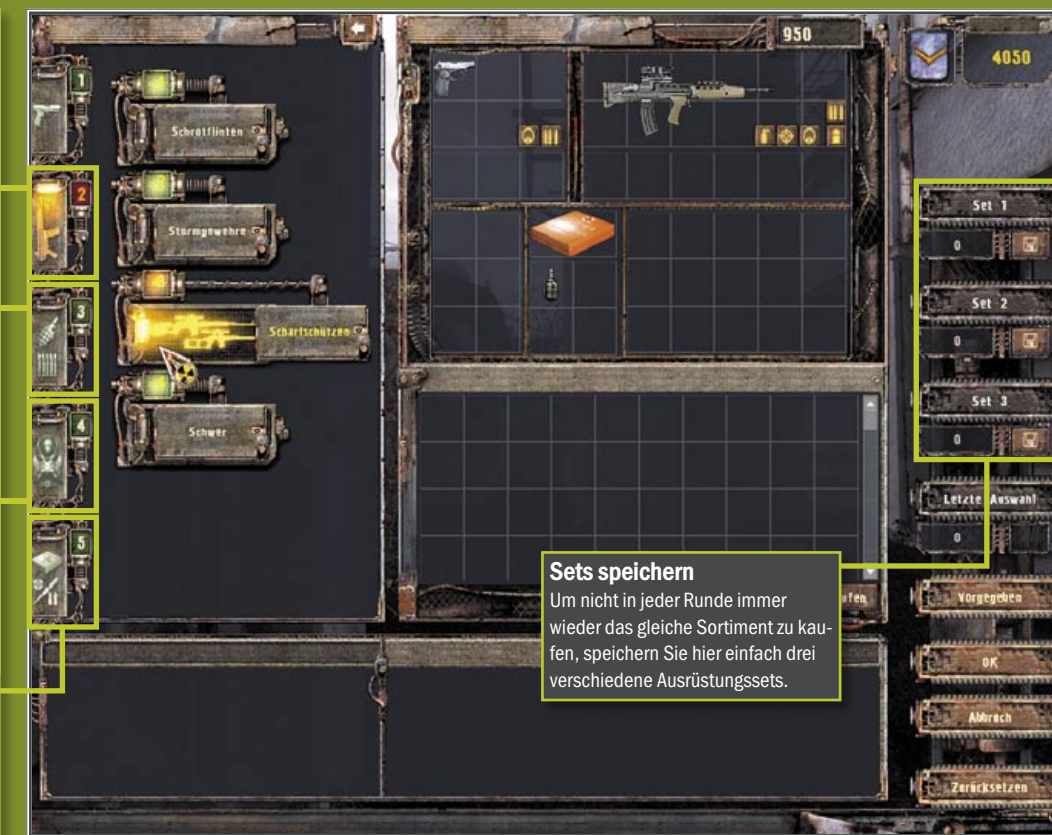 950
4050
1
Schrotflinten
2
Sturmgewehre
3
Scharfschützen
4
Schwer
5
Set 1
0
Set 2
0
Set 3
0
Letzte Auswahl
0
Vorgegeben
OK
Abbruch
Zurücksetzen
Sets speichern
Um nicht in jeder Runde immer
wieder das gleiche Sortiment zu kau-
fen, speichern Sie hier einfach drei
verschiedene Ausrüstungssets.